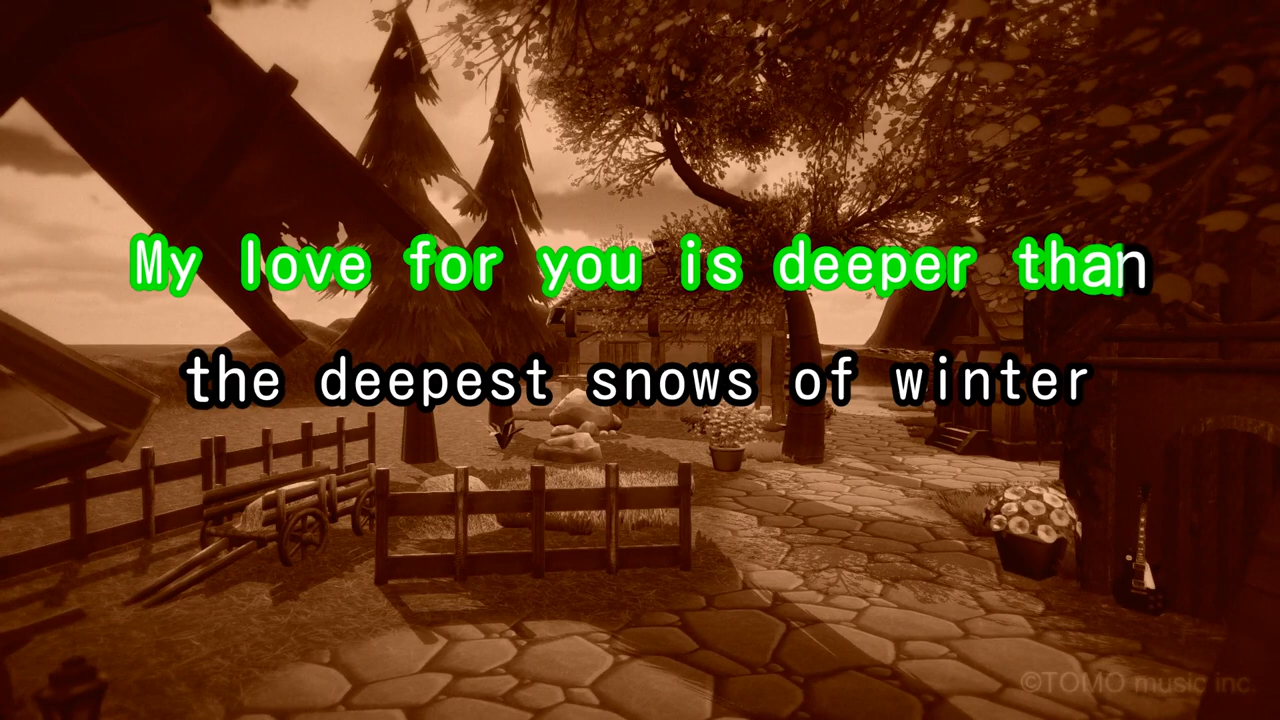 My love for you is deeper than
the deepest snows of winter
©TOMO music inc.